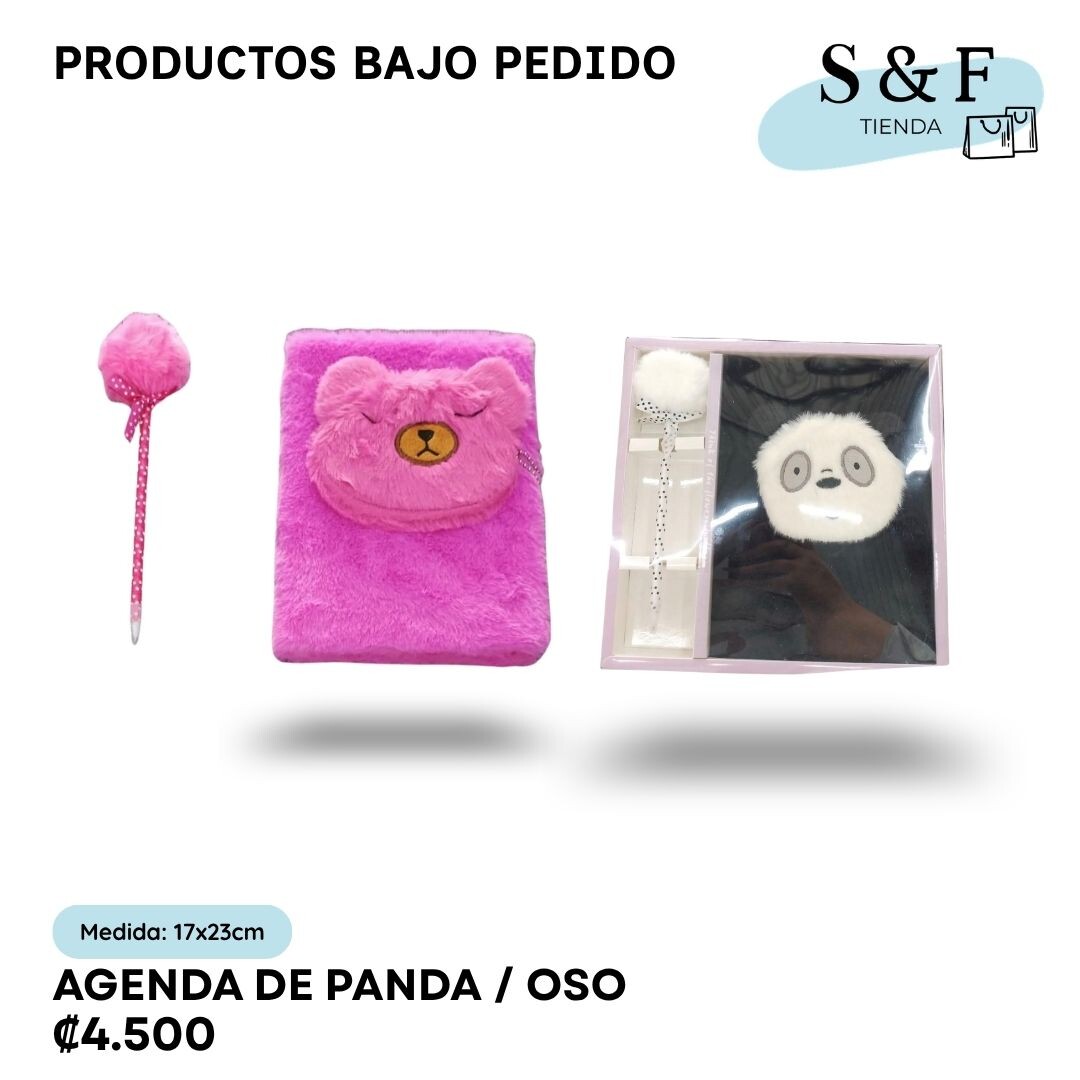 PRODUCTOS BAJO PEDIDO
S & F
TIENDA
Medida: 17x23cm
AGENDA DE PANDA / OSO
₡4.500